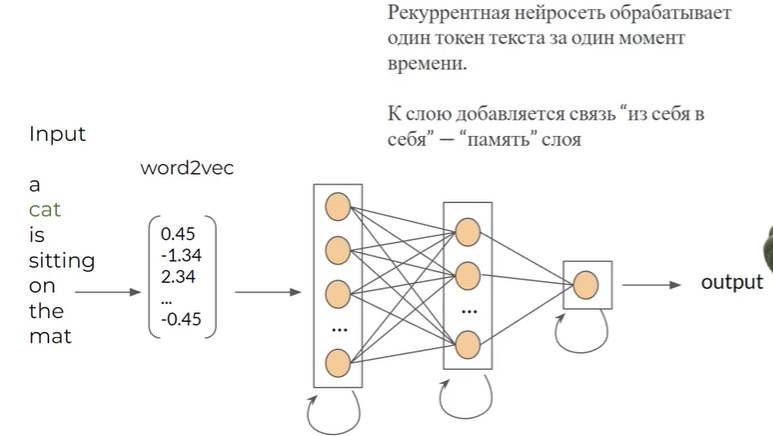 Рекуррентная нейросеть обрабатывает
один токен текста за один момент
времени.
К слою добавляется связь “из себя в
себя” — “память” слоя
Input
a
cat
is
sitting
on
the
mat
word2vec
0.45
-1.34
2.34
...
-0.45
...
...
output